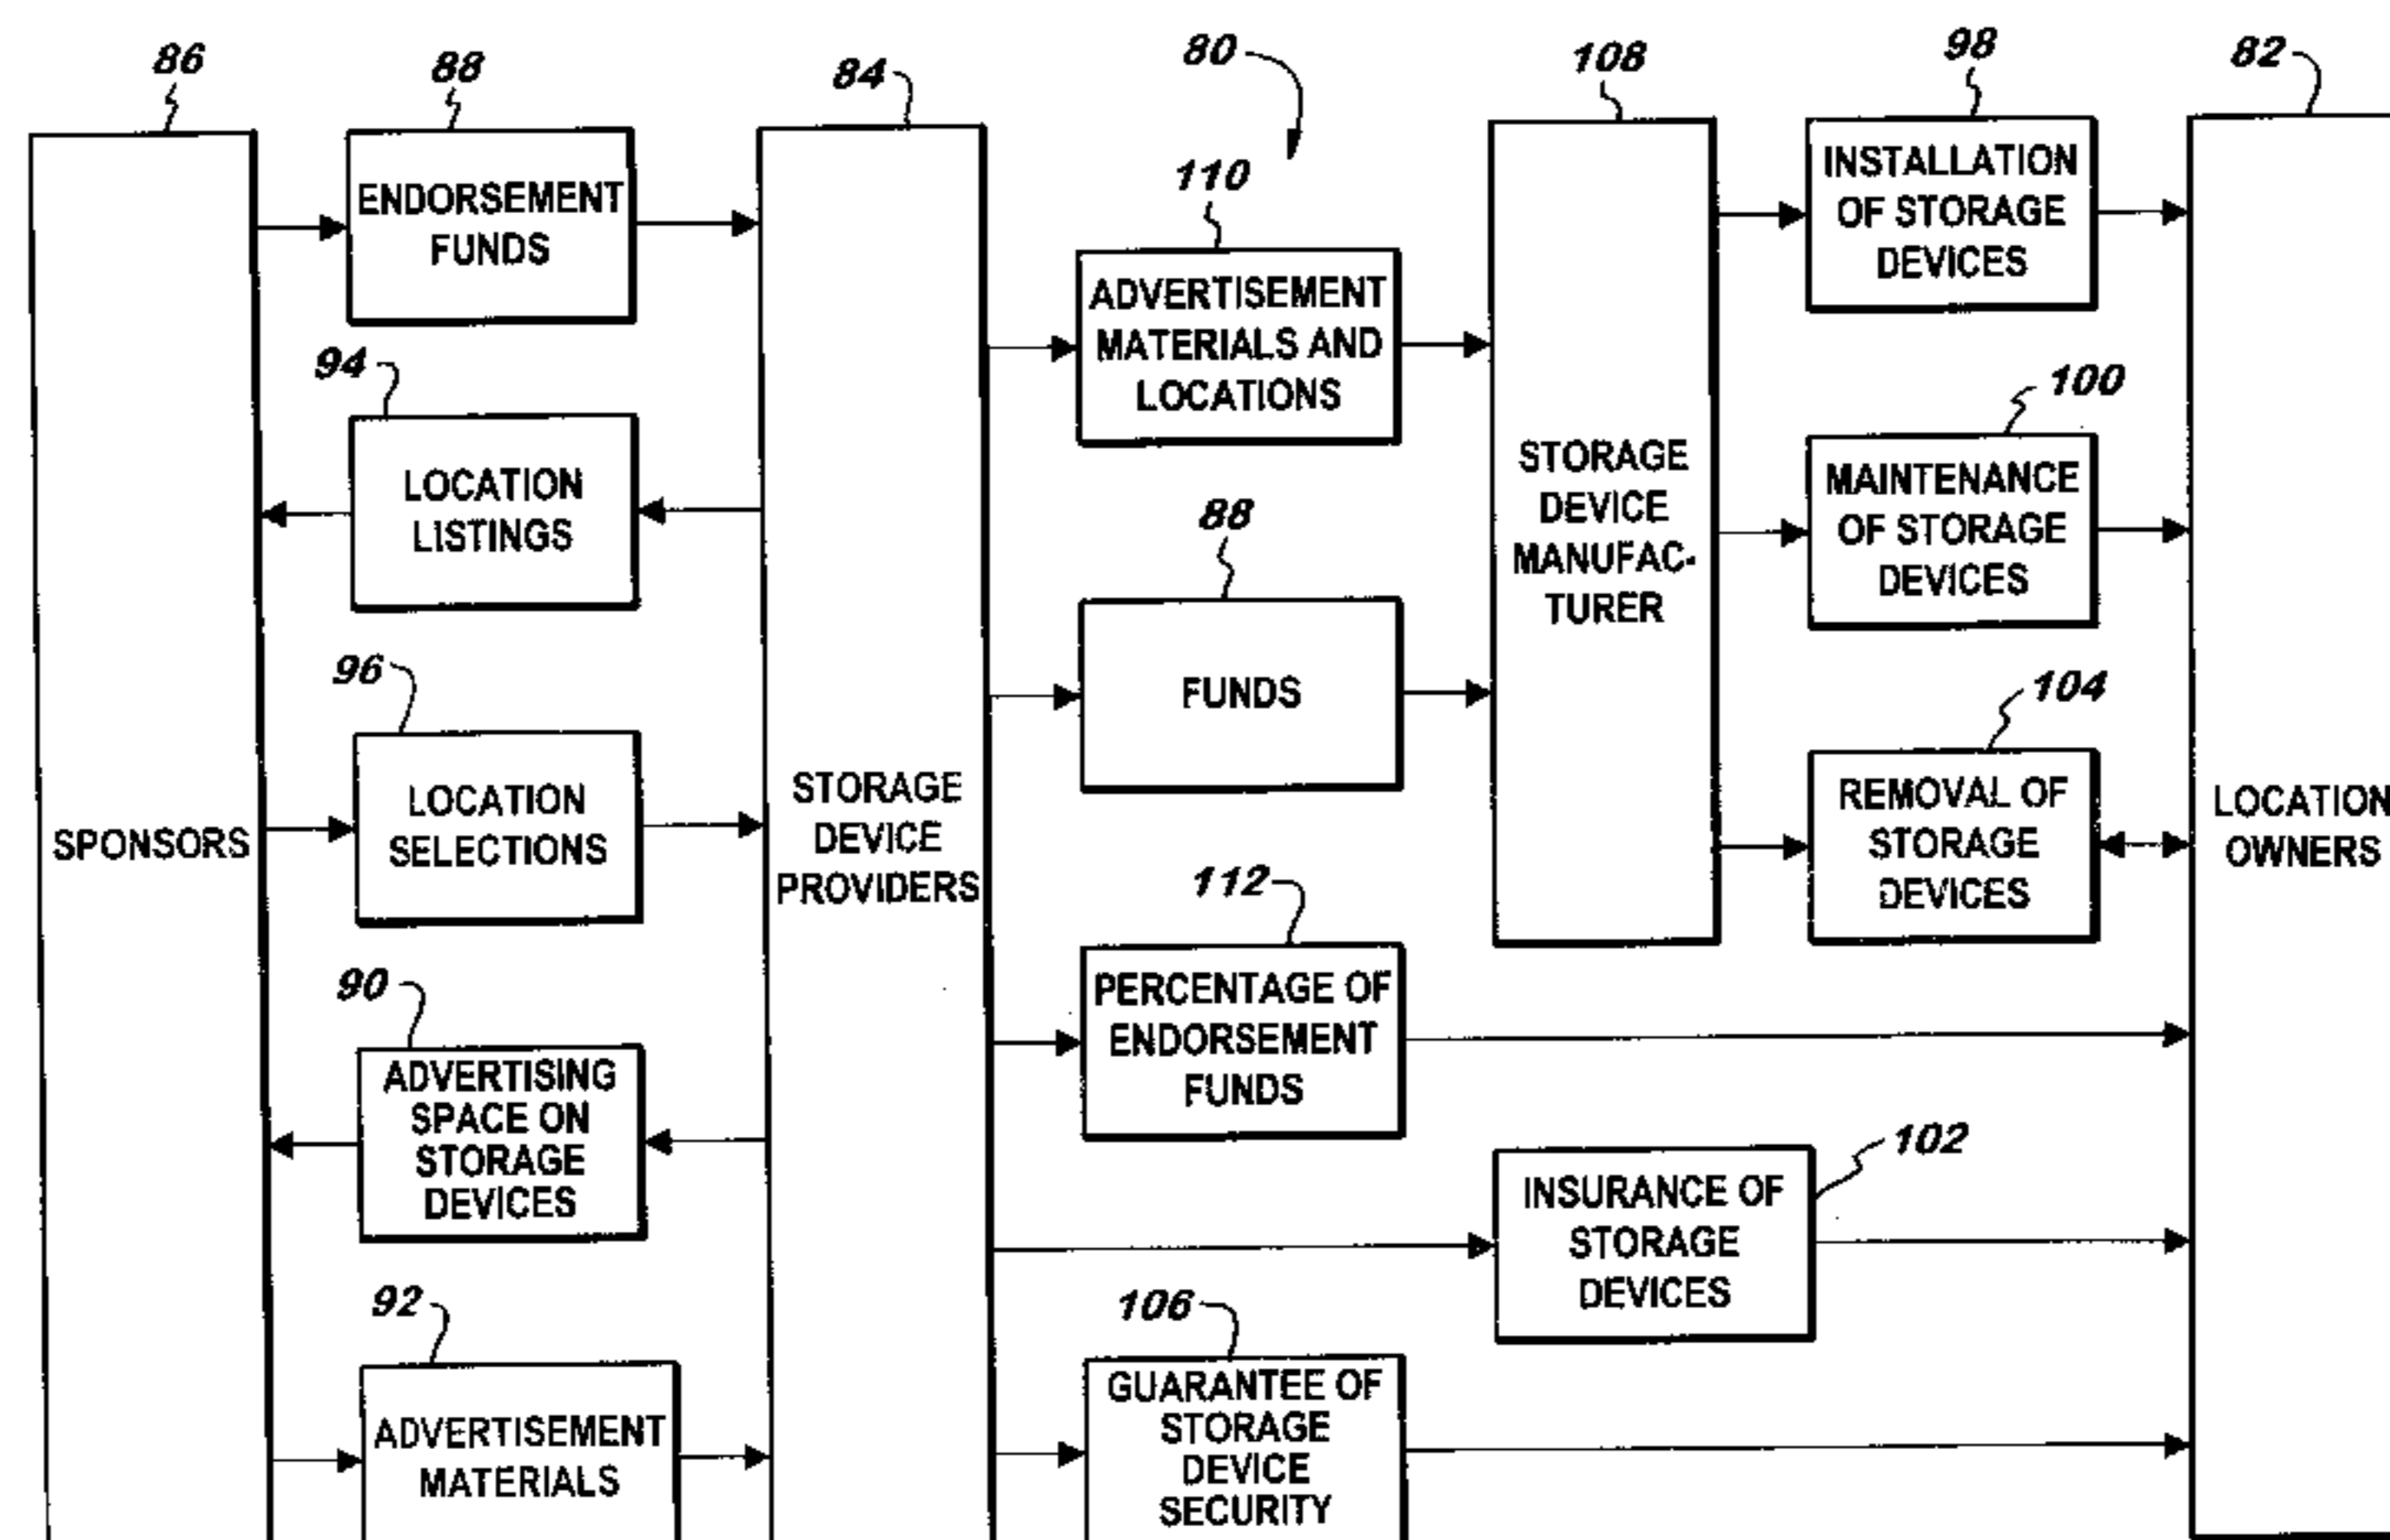 86
88
84
80
108
98
82
ENDORSEMENT
FUNDS
94
LOCATION
LISTINGS
96
LOCATION
SELECTIONS
SPONSORS
90
ADVERTISING
SPACE ON
STORAGE
DEVICES
92
ADVERTISEMENT
MATERIALS
STORAGE
DEVICE
PROVIDERS
110
ADVERTISEMENT
MATERIALS AND
LOCATIONS
88
FUNDS
112
PERCENTAGE OF
ENDORSEMENT
FUNDS
106
GUARANTEE OF
STORAGE
DEVICE
SECURITY
STORAGE
DEVICE
MANUFAC-
TURER
102
INSURANCE OF
STORAGE
DEVICES
INSTALLATION
OF STORAGE
DEVICES
100
MAINTENANCE
OF STORAGE
DEVICES
104
REMOVAL OF
STORAGE
DEVICES
LOCATION
OWNERS